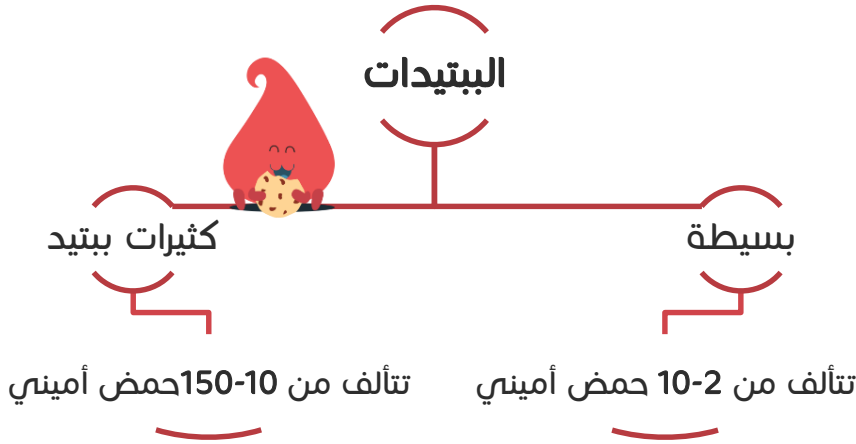 الببتيدات
بسيطة
كثيرات ببتيد
تتألف من 2-10 حمض أميني
تتألف من 10-150حمض أميني